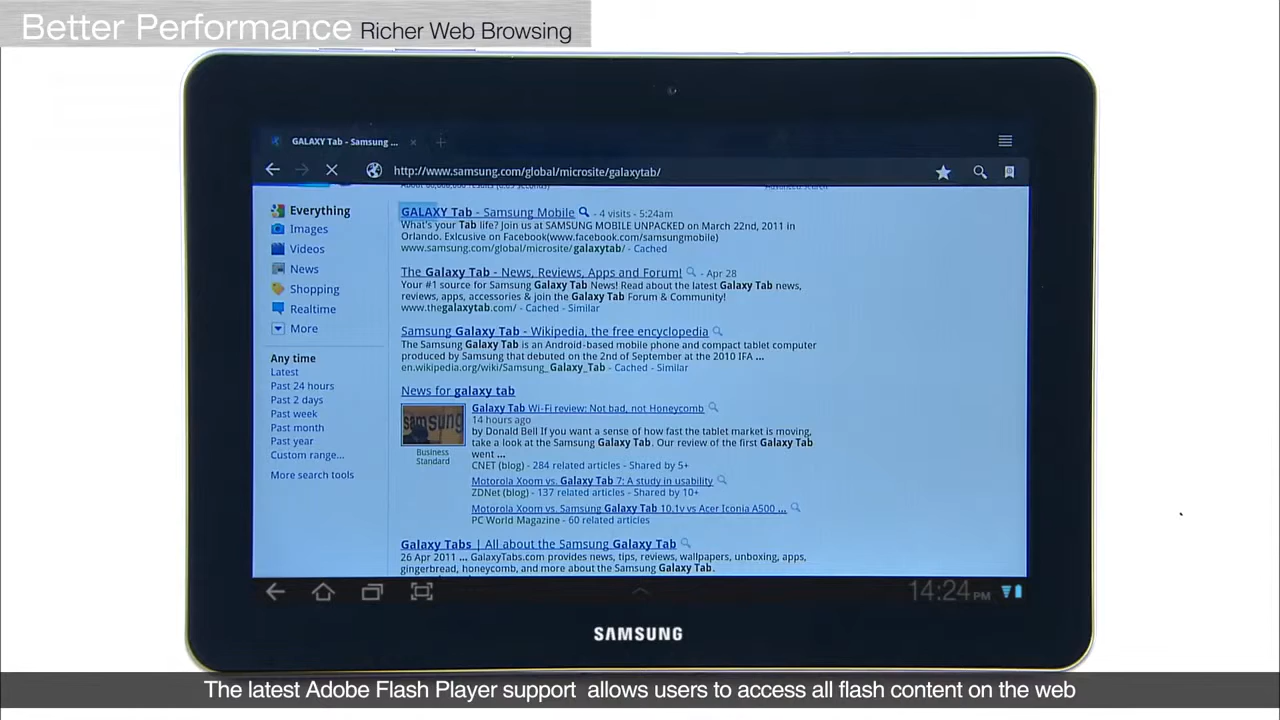 Better Performance Richer Web Browsing
GALAXY Tab - Samsung ...
http://www.samsung.com/global/microsite/galaxytab/
Everything
Images
Videos
News
Shopping
Realtime
More
Any time
Latest
Past 24 hours
Past 2 days
Past week
Past month
Past year
Custom range...
More search tools
GALAXY Tab - Samsung Mobile - 4 visits - 5:24am
What's your Tab life? Join us at SAMSUNG MOBILE UNPACKED on March 22nd, 2011 in
Orlando. Exlcusive on Facebook(www.facebook.com/samsungmobile)
www.samsung.com/global/microsite/galaxytab/ - Cached
The Galaxy Tab - News, Reviews, Apps and Forum! - Apr 28
Your #1 source for Samsung Galaxy Tab News! Read about the latest Galaxy Tab news,
reviews, apps, accessories & join the Galaxy Tab Forum & Community!
www.thegalaxytab.com/ - Cached - Similar
Samsung Galaxy Tab - Wikipedia, the free encyclopedia
The Samsung Galaxy Tab is an Android-based mobile phone and compact tablet computer
produced by Samsung that debuted on the 2nd of September at the 2010 IFA ...
en.wikipedia.org/wiki/Samsung_Galaxy_Tab - Cached - Similar
News for galaxy tab
Galaxy Tab Wi-Fi review: Not bad, not Honeycomb
14 hours ago
by Donald Bell If you want a sense of how fast the tablet market is moving,
take a look at the Samsung Galaxy Tab. Our review of the first Galaxy Tab
went ...
CNET (blog) - 284 related articles - Shared by 5+
samsung
Business
Standard
Motorola Xoom vs. Galaxy Tab 7: A study in usability
ZDNet (blog) - 137 related articles - Shared by 10+
Motorola Xoom vs. Samsung Galaxy Tab 10.1v vs Acer Iconia A500 ...
PC World Magazine - 60 related articles
Galaxy Tabs | All about the Samsung Galaxy Tab
26 Apr 2011 ... GalaxyTabs.com provides news, tips, reviews, wallpapers, unboxing, apps,
gingerbread, honeycomb, and more about the Samsung Galaxy Tab.
14:24 PM
SAMSUNG
The latest Adobe Flash Player support allows users to access all flash content on the web